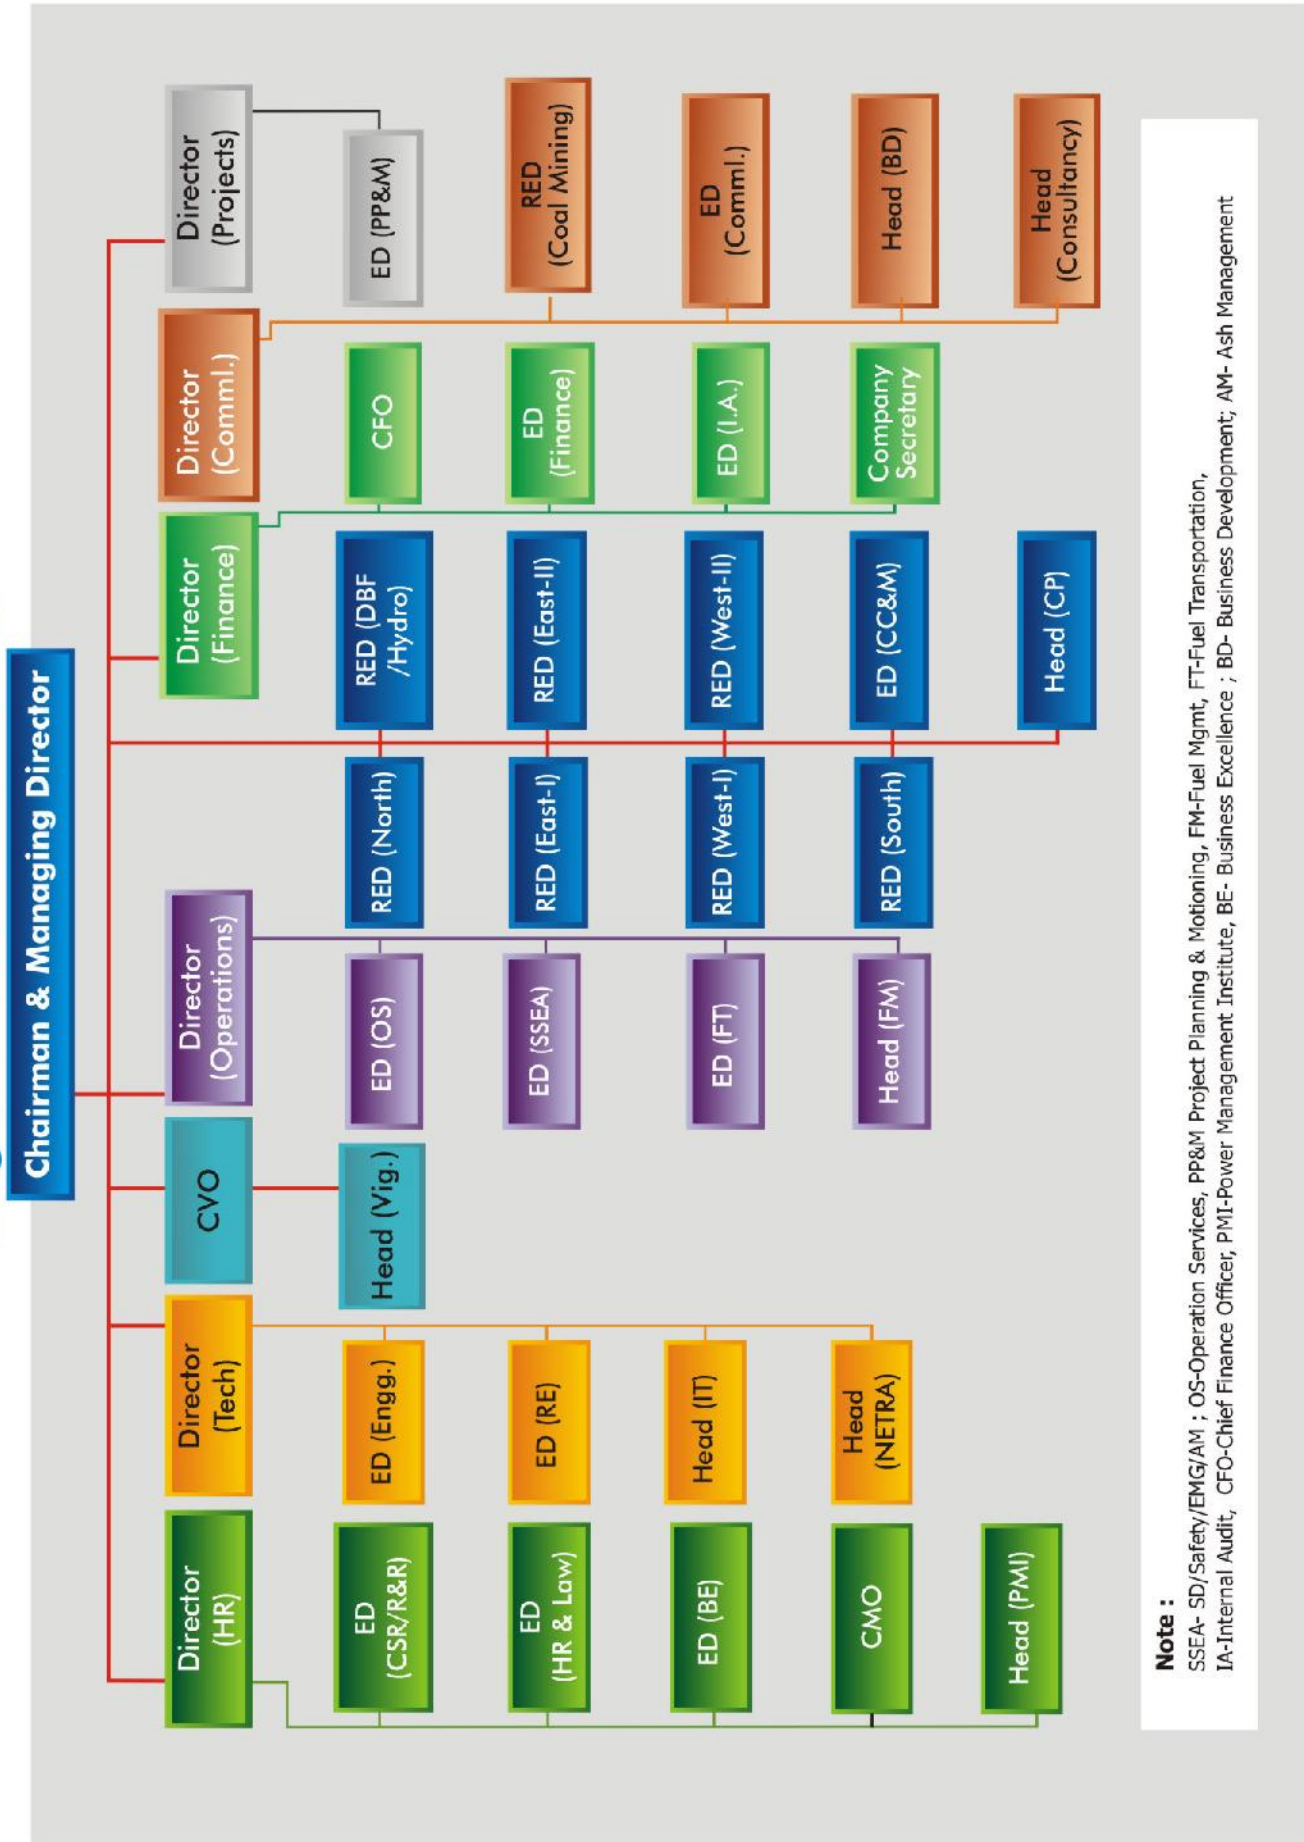 Chairman & Managing Director
Director
(HR)
Director
(Tech)
CVO
Director
(Operations)
Director
(Finance)
Director
(Comml.)
Director
(Projects)
ED
(CSR/R&R)
ED
(HR & Law)
ED (BE)
CMO
Head (PMI)
ED (Engg.)
ED (RE)
Head (IT)
Head
(NETRA)
Head (Vig.)
ED (OS)
ED (SSEA)
ED (FT)
Head (FM)
RED (North)
RED (East-I)
RED (West-I)
RED (South)
RED (DBF
/Hydro)
RED (East-II)
RED (West-II)
ED (CC&M)
Head (CP)
CFO
ED
(Finance)
ED (I.A.)
Company
Secretary
RED
(Coal Mining)
ED
(Comml.)
Head (BD)
Head
(Consultancy)
ED (PP&M)
Note :
SSEA- SD/Safety/EMG/AM ; OS-Operation Services, PP&M Project Planning & Motioning, FM-Fuel Mgmt, FT-Fuel Transportation,
IA-Internal Audit, CFO-Chief Finance Officer, PMI-Power Management Institute, BE- Business Excellence ; BD- Business Development; AM- Ash Management